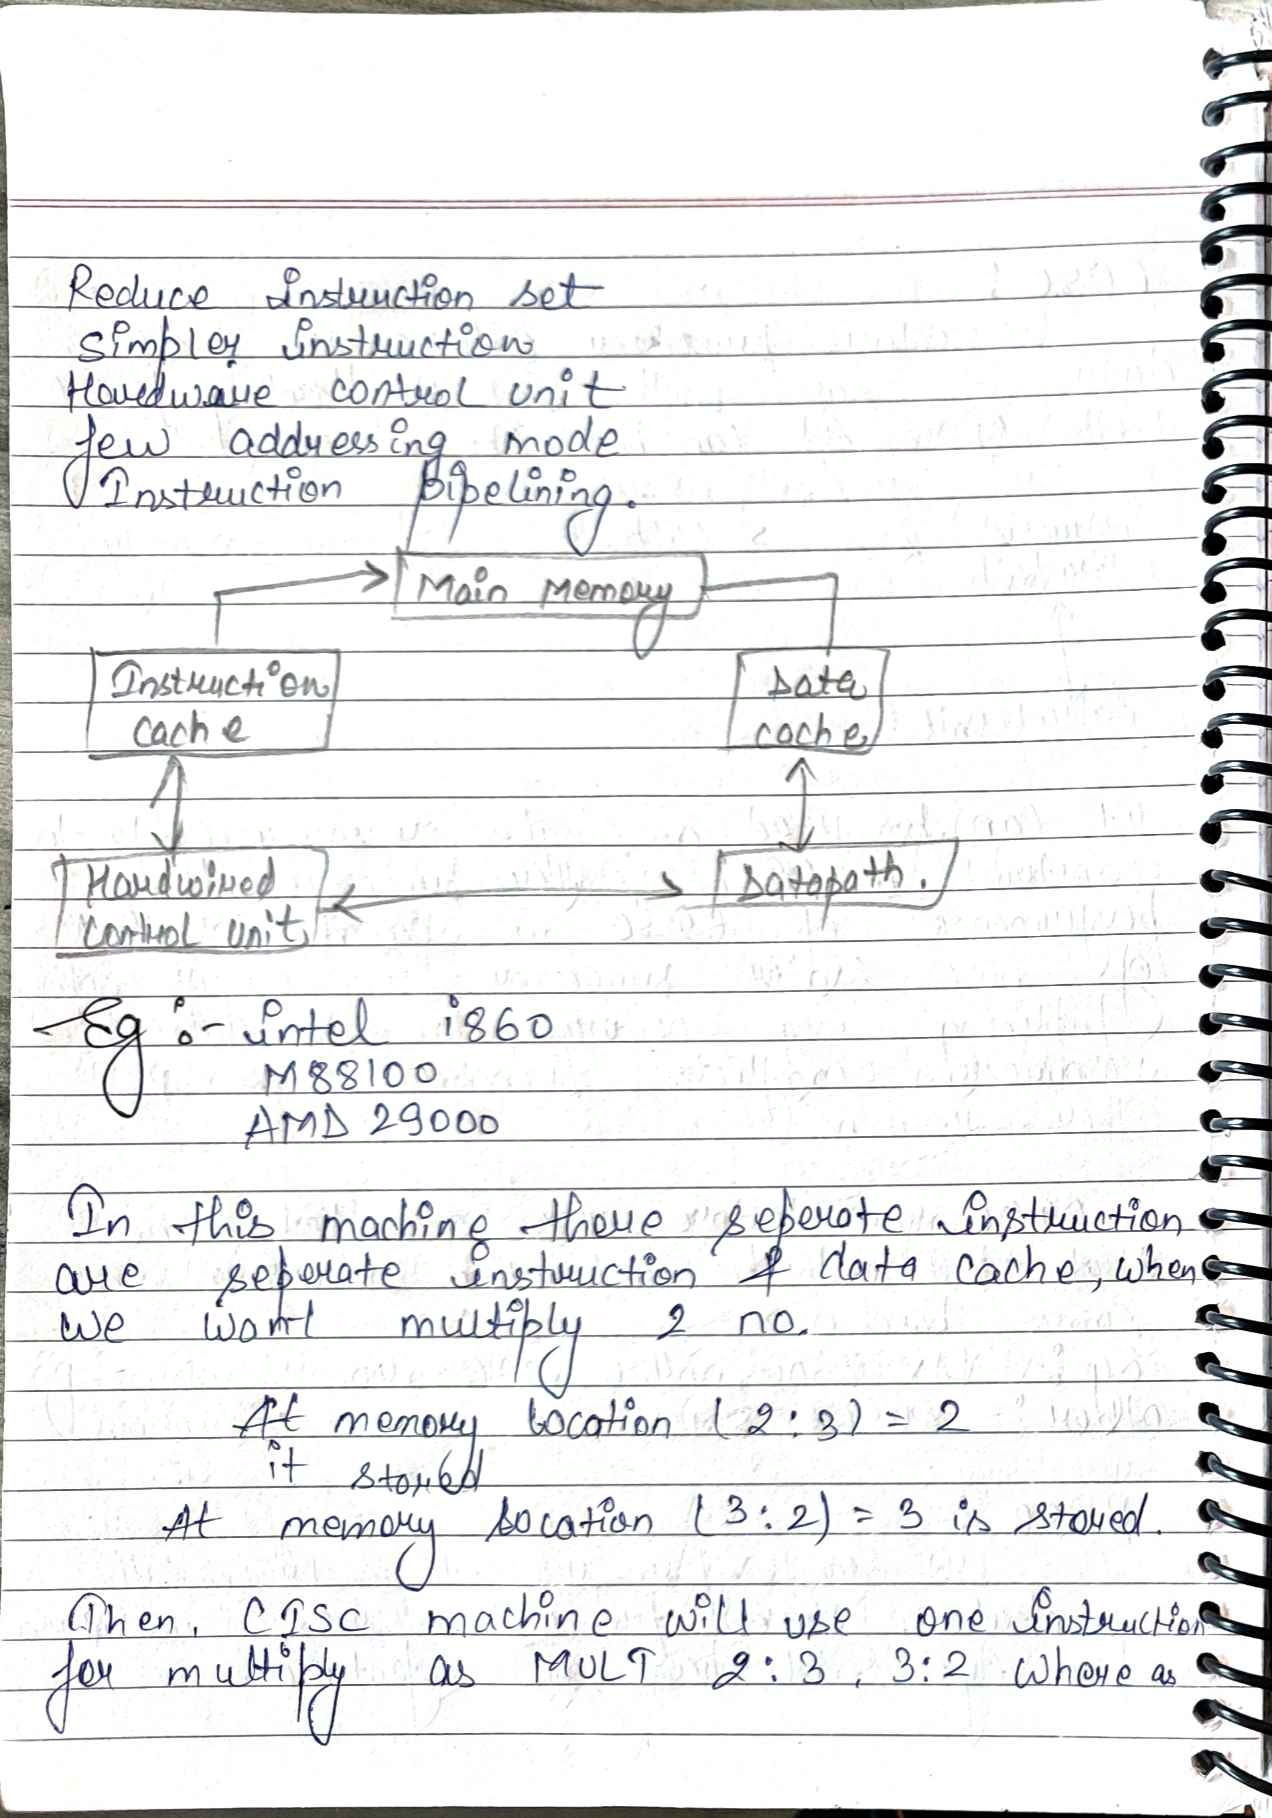 Reduce instruction set
Simpler instruction
Hardware control unit
few addressing mode
Instruction pipelining.
Main Memory
Instruction
cache
Data
cache
Hardwired
control unit
Datapath.
Eg :- intel i860
M88100
AMD 29000
In this machine there seperate instruction
are seperate instruction & data cache, when
we want multiply 2 no.
At memory location (2:3) = 2
it stored
At memory location (3:2) = 3 is stored.
Then, CISC machine will use one instruction
for multiply as MULT 2:3, 3:2 where as